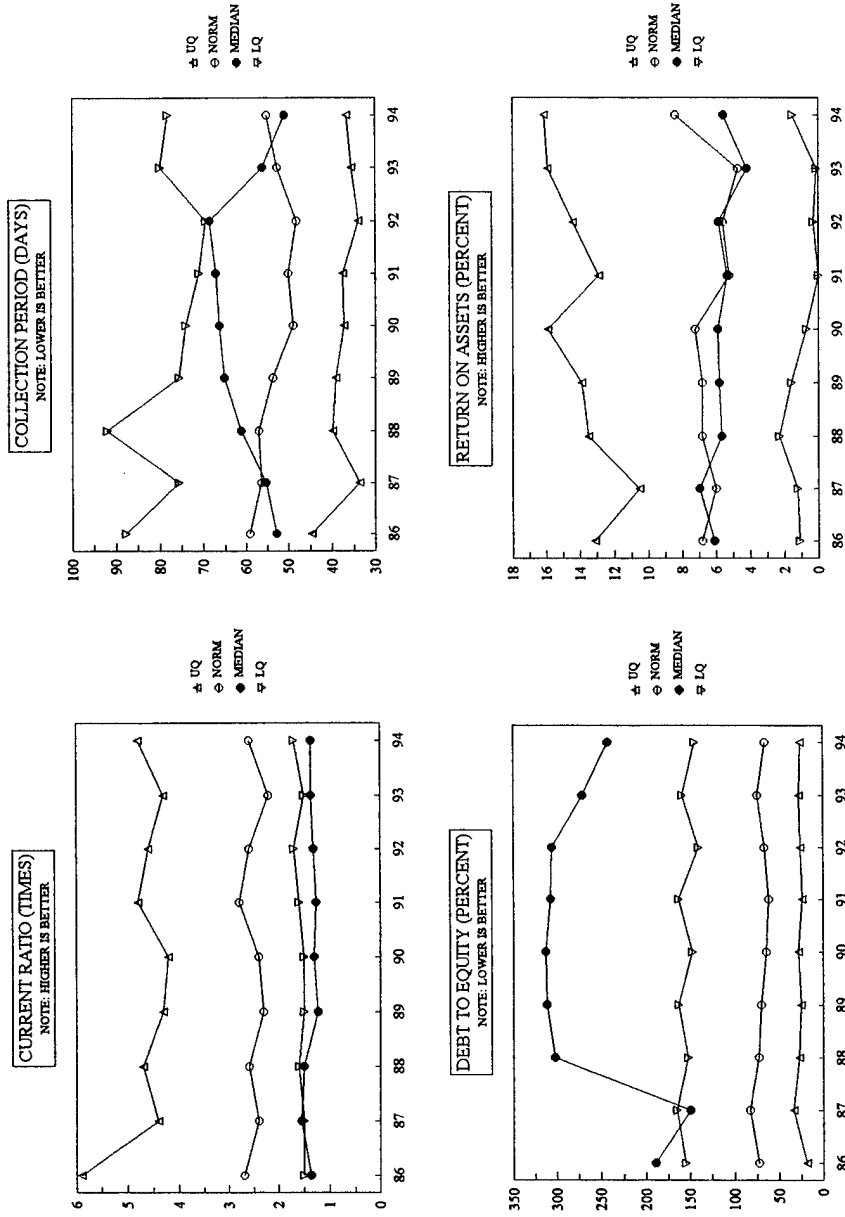 CURRENT RATIO (TIMES)
NOTE: HIGHER IS BETTER
6
5
4
3
2
1
0
86 87 88 89 90 91 92 93 94
UQ
NORM
MEDIAN
LQ
COLLECTION PERIOD (DAYS)
NOTE: LOWER IS BETTER
100
90
80
70
60
50
40
30
86 87 88 89 90 91 92 93 94
UQ
NORM
MEDIAN
LQ
DEBT TO EQUITY (PERCENT)
NOTE: LOWER IS BETTER
350
300
250
200
150
100
50
0
86 87 88 89 90 91 92 93 94
UQ
NORM
MEDIAN
LQ
RETURN ON ASSETS (PERCENT)
NOTE: HIGHER IS BETTER
18
16
14
12
10
8
6
4
2
0
86 87 88 89 90 91 92 93 94
UQ
NORM
MEDIAN
LQ